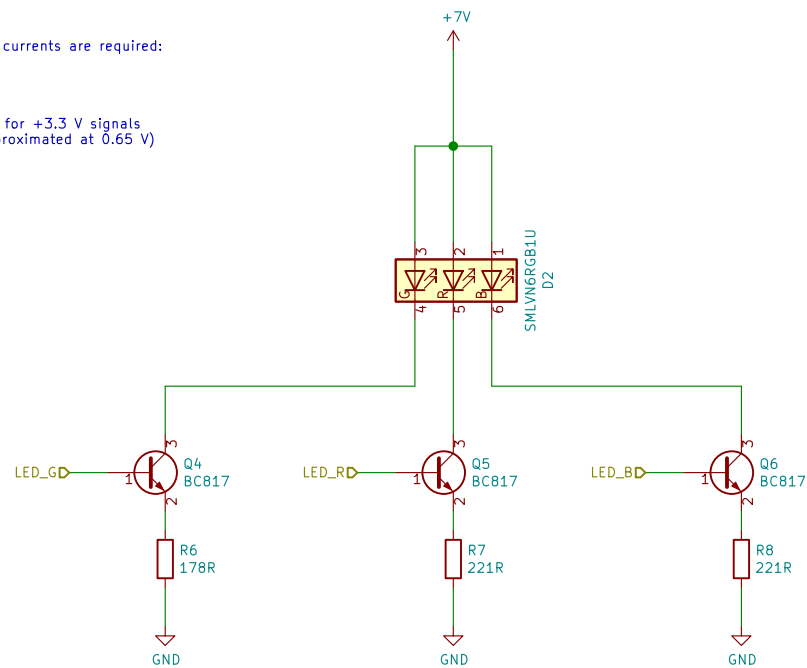 +7V
currents are required:
for +3.3 V signals
roximated at 0.65 V)
3
2
1
SMLVN6RGB1U
D2
G
R
B
4
5
6
3
3
3
LED_G
1
Q4
BC817
LED_R
1
Q5
BC817
LED_B
1
Q6
BC817
2
2
2
R6
178R
R7
221R
R8
221R
GND
GND
GND